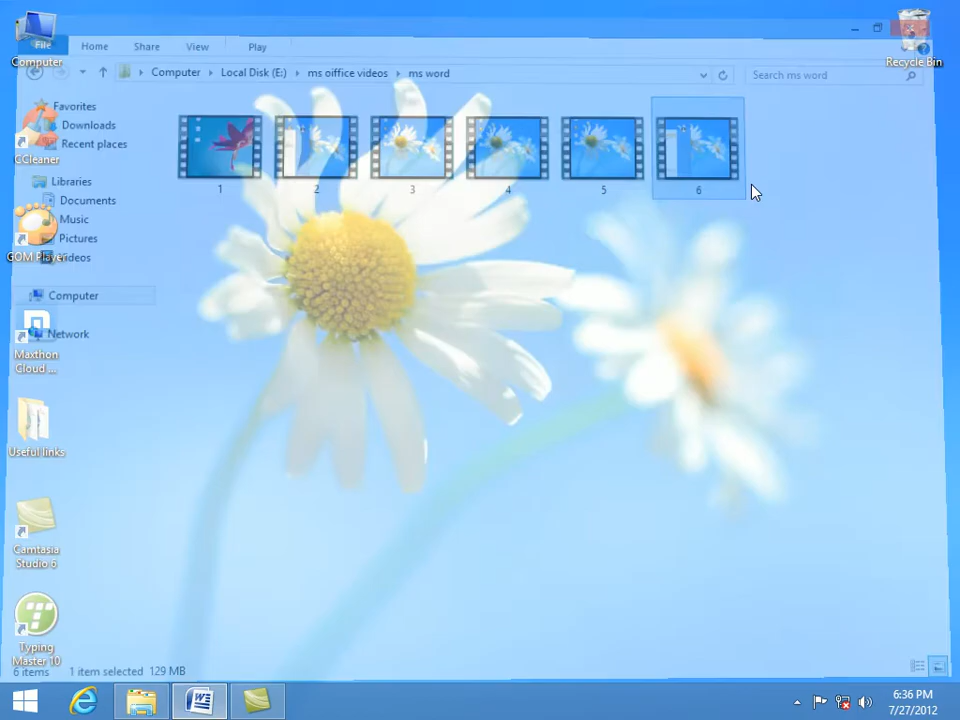 File
Home
Share
View
Play
Computer
Recycle Bin
Computer
Local Disk (E:)
ms oiffice videos
ms word
Search ms word
Favorites
Downloads
Recent places
CCleaner
Libraries
Documents
Music
Pictures
Videos
GOM Player
Computer
Network
Maxthon
Cloud ...
Useful links
Camtasia
Studio 6
Typing
Master 10
1
2
3
4
5
6
6 items
1 item selected 129 MB
6:36 PM
7/27/2012